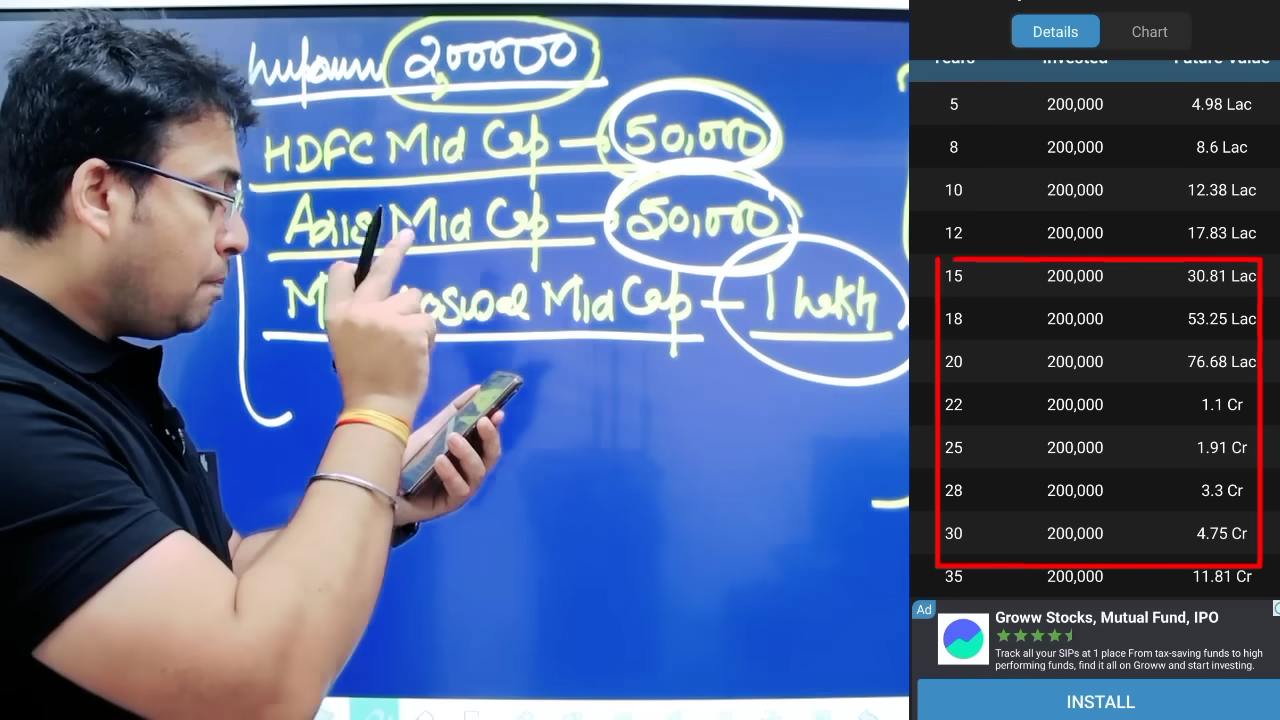 2,00000
HDFC Mid Cap — 50,000
Axis Mid Cap — 50,000
Mid Cap — 1 lakh
Details
Chart
Years Invested Future Value
5 200,000 4.98 Lac
8 200,000 8.6 Lac
10 200,000 12.38 Lac
12 200,000 17.83 Lac
15 200,000 30.81 Lac
18 200,000 53.25 Lac
20 200,000 76.68 Lac
22 200,000 1.1 Cr
25 200,000 1.91 Cr
28 200,000 3.3 Cr
30 200,000 4.75 Cr
35 200,000 11.81 Cr
Ad
Groww Stocks, Mutual Fund, IPO
Track all your SIPs at 1 place From tax-saving funds to high
performing funds, find it all on Groww and start investing.
INSTALL